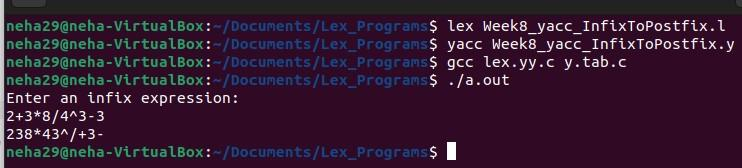 neha29@neha-VirtualBox:~/Documents/Lex_Programs$ lex Week8_yacc_InfixToPostfix.l
neha29@neha-VirtualBox:~/Documents/Lex_Programs$ yacc Week8_yacc_InfixToPostfix.y
neha29@neha-VirtualBox:~/Documents/Lex_Programs$ gcc lex.yy.c y.tab.c
neha29@neha-VirtualBox:~/Documents/Lex_Programs$ ./a.out
Enter an infix expression:
2+3*8/4^3-3
238*43^/+3-
neha29@neha-VirtualBox:~/Documents/Lex_Programs$